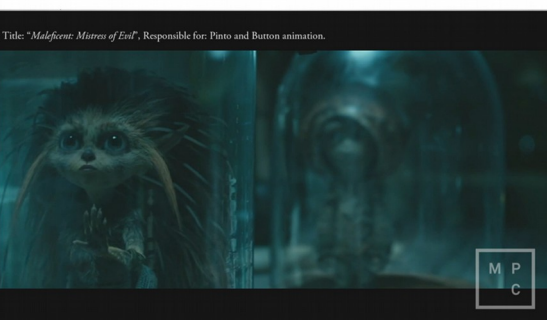 Title: “Maleficent: Mistress of Evil”, Responsible for: Pinto and Button animation.
M P
C